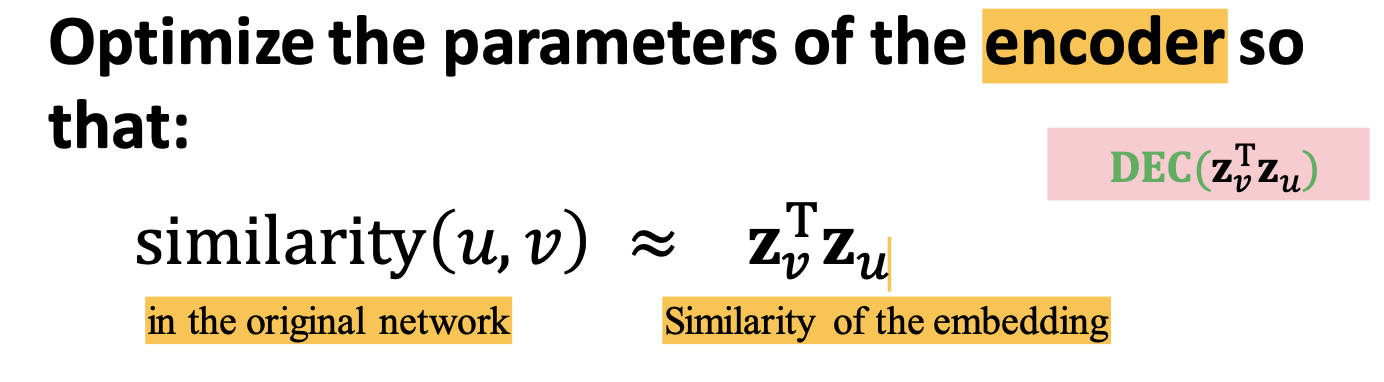 Optimize the parameters of the encoder so
that:
DEC(z_v^T z_u)
similarity(u, v) ≈ z_v^T z_u
in the original network Similarity of the embedding